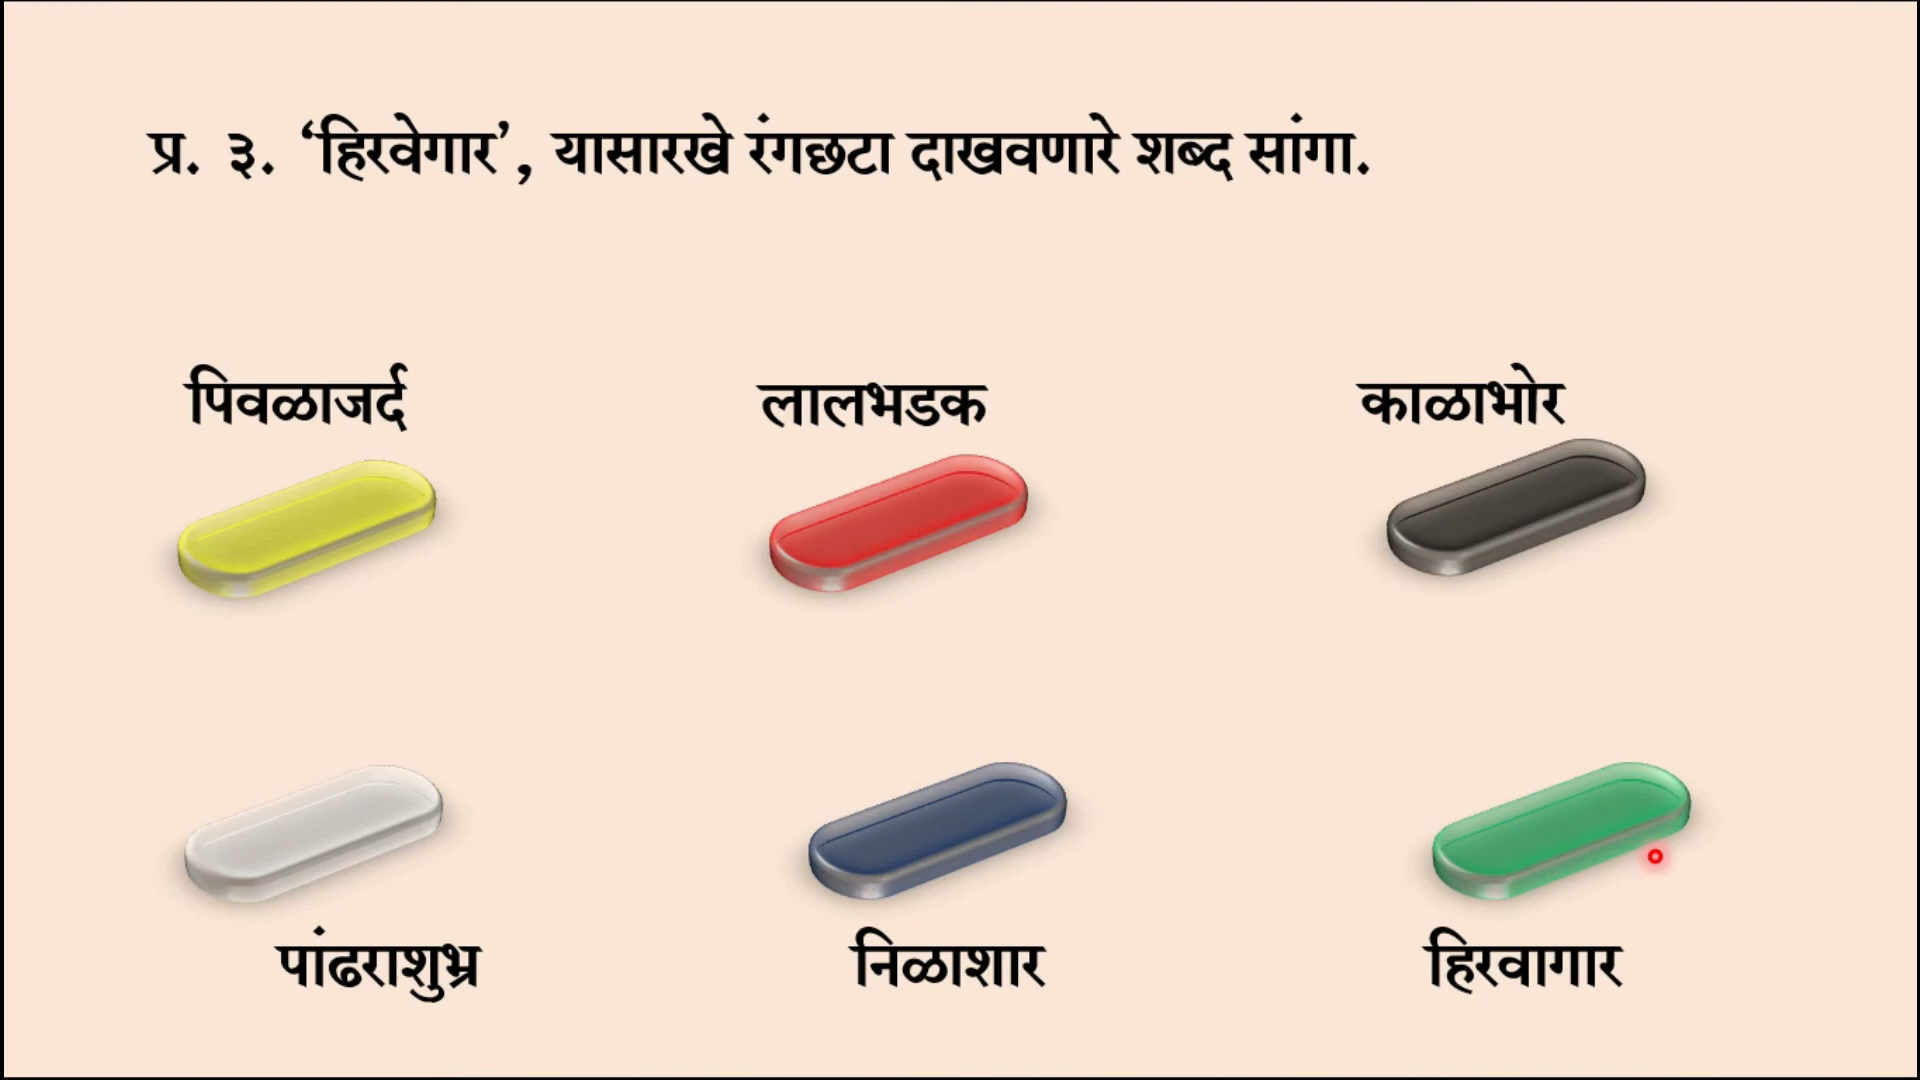 प्र. ३. ‘हिरवेगार’, यासारखे रंगछटा दाखवणारे शब्द सांगा.
पिवळाजर्द
लालभडक
काळाभोर
पांढराशुभ्र
निळाशार
हिरवागार